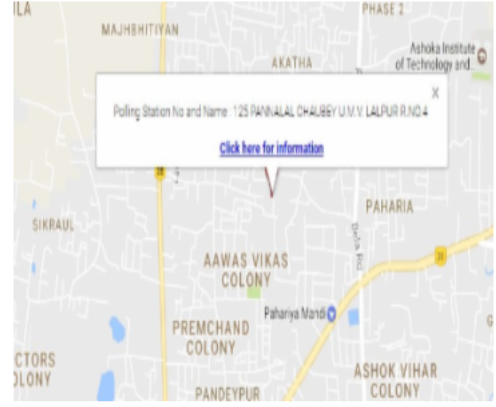 ILA
PHASE 2
MAJHBHITIYAN
Ashoka Institute
of Technology and...
AKATHA
X
Polling Station No and Name : 125 PANNALAL CHAUBEY U.M.V. LALPUR R.NO.4
Click here for information
PAHARIA
SIKRAUL
AAWAS VIKAS
COLONY
Pahariya Mandi
PREMCHAND
COLONY
CTORS
OLONY
ASHOK VIHAR
COLONY
PANDEYPUR